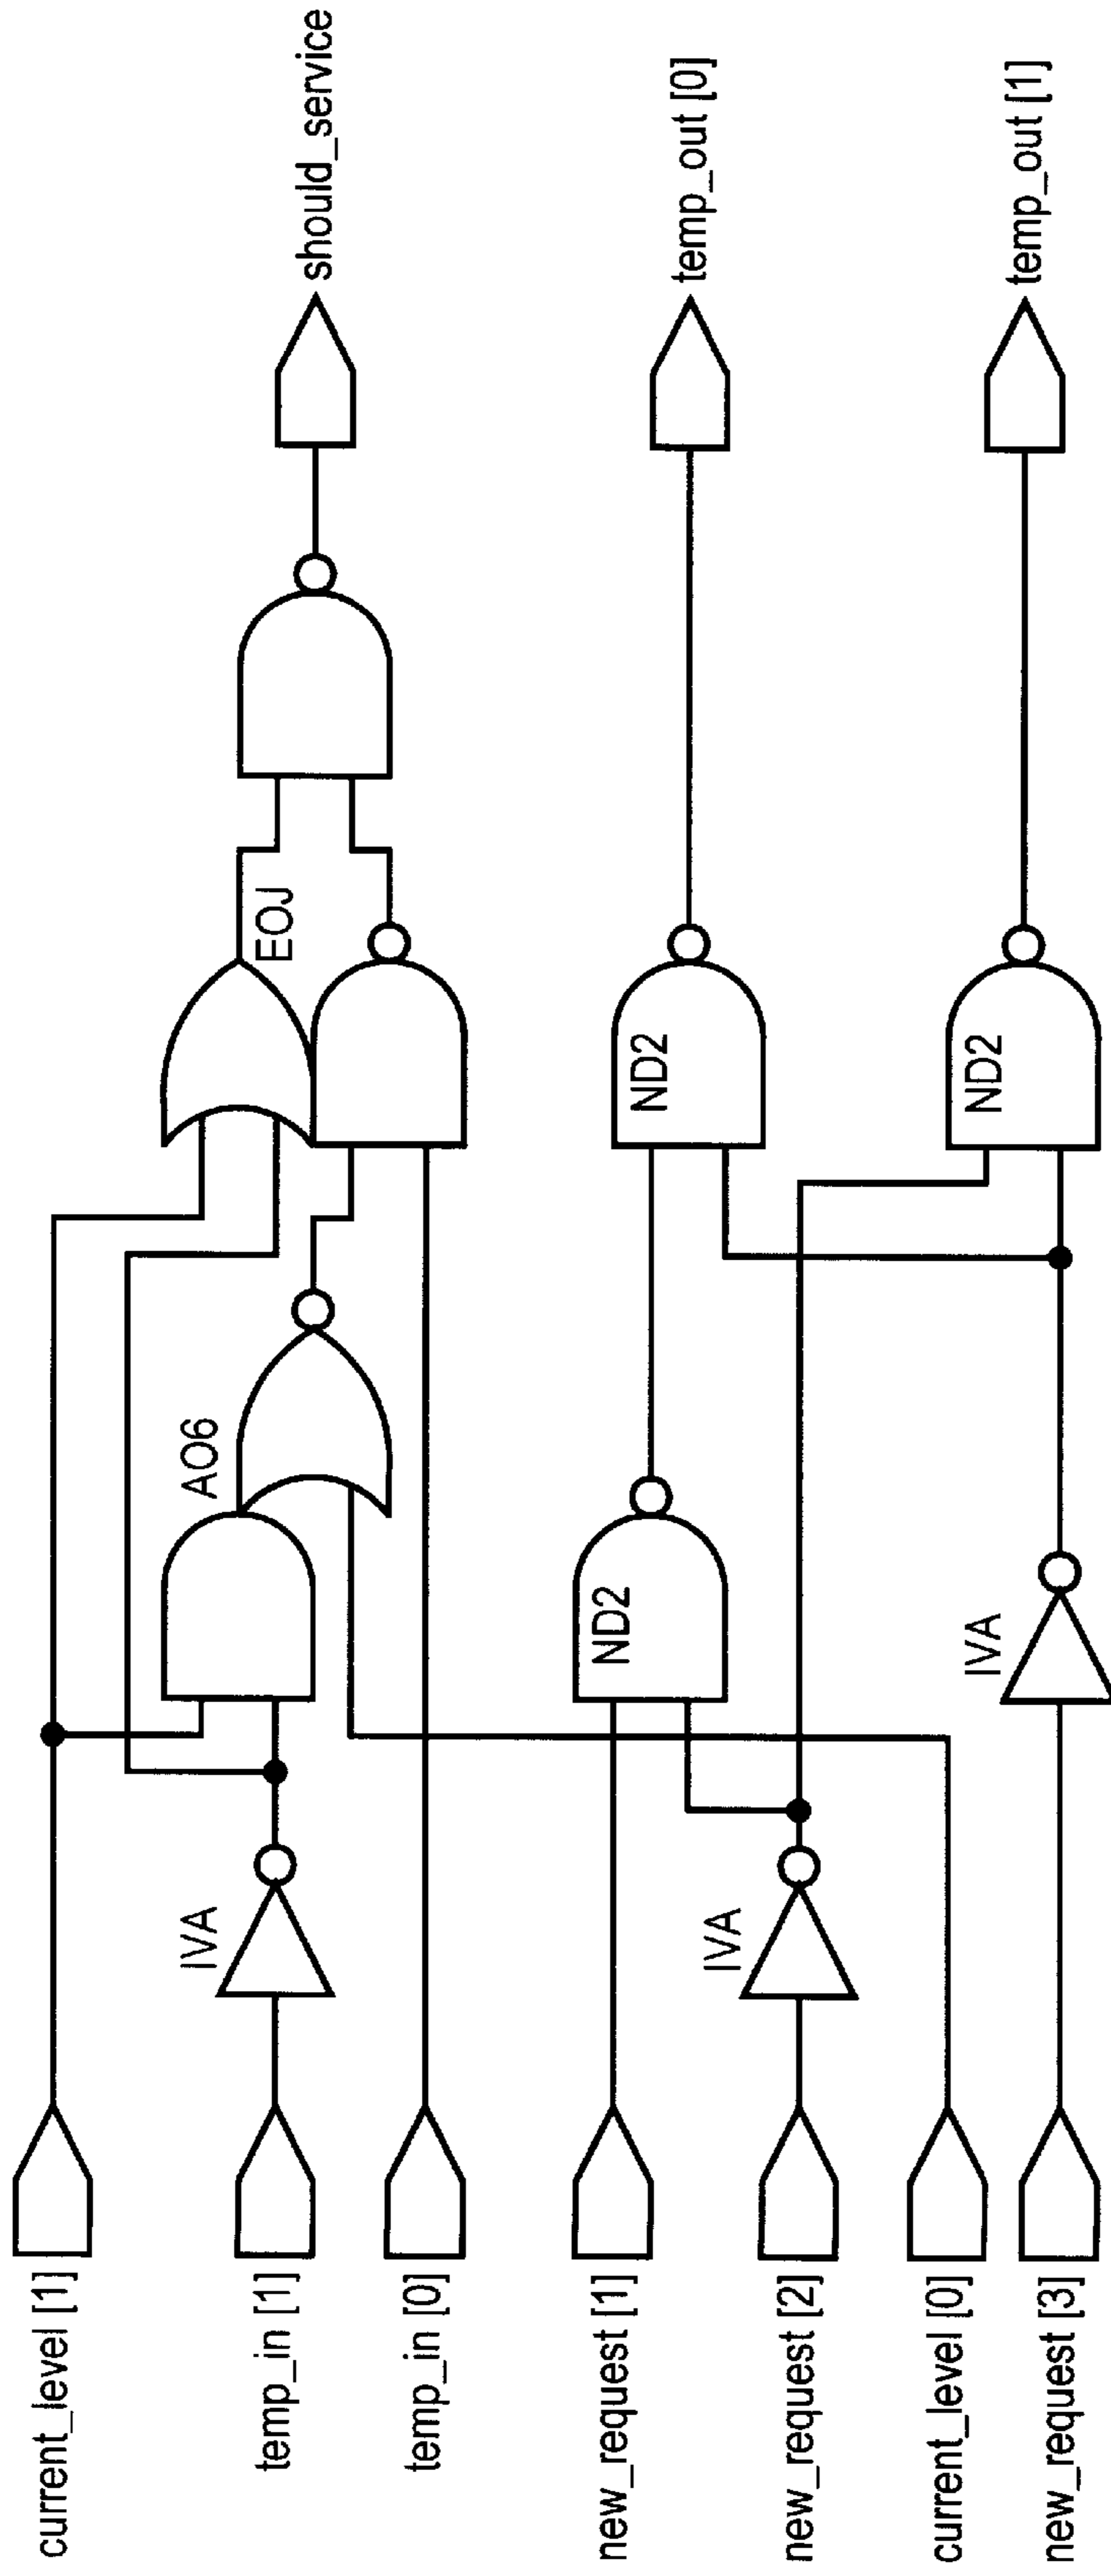 current_level [1]
temp_in [1]
temp_in [0]
new_request [1]
new_request [2]
current_level [0]
new_request [3]
IVA
IVA
IVA
AO6
ND2
EOJ
ND2
ND2
should_service
temp_out [0]
temp_out [1]